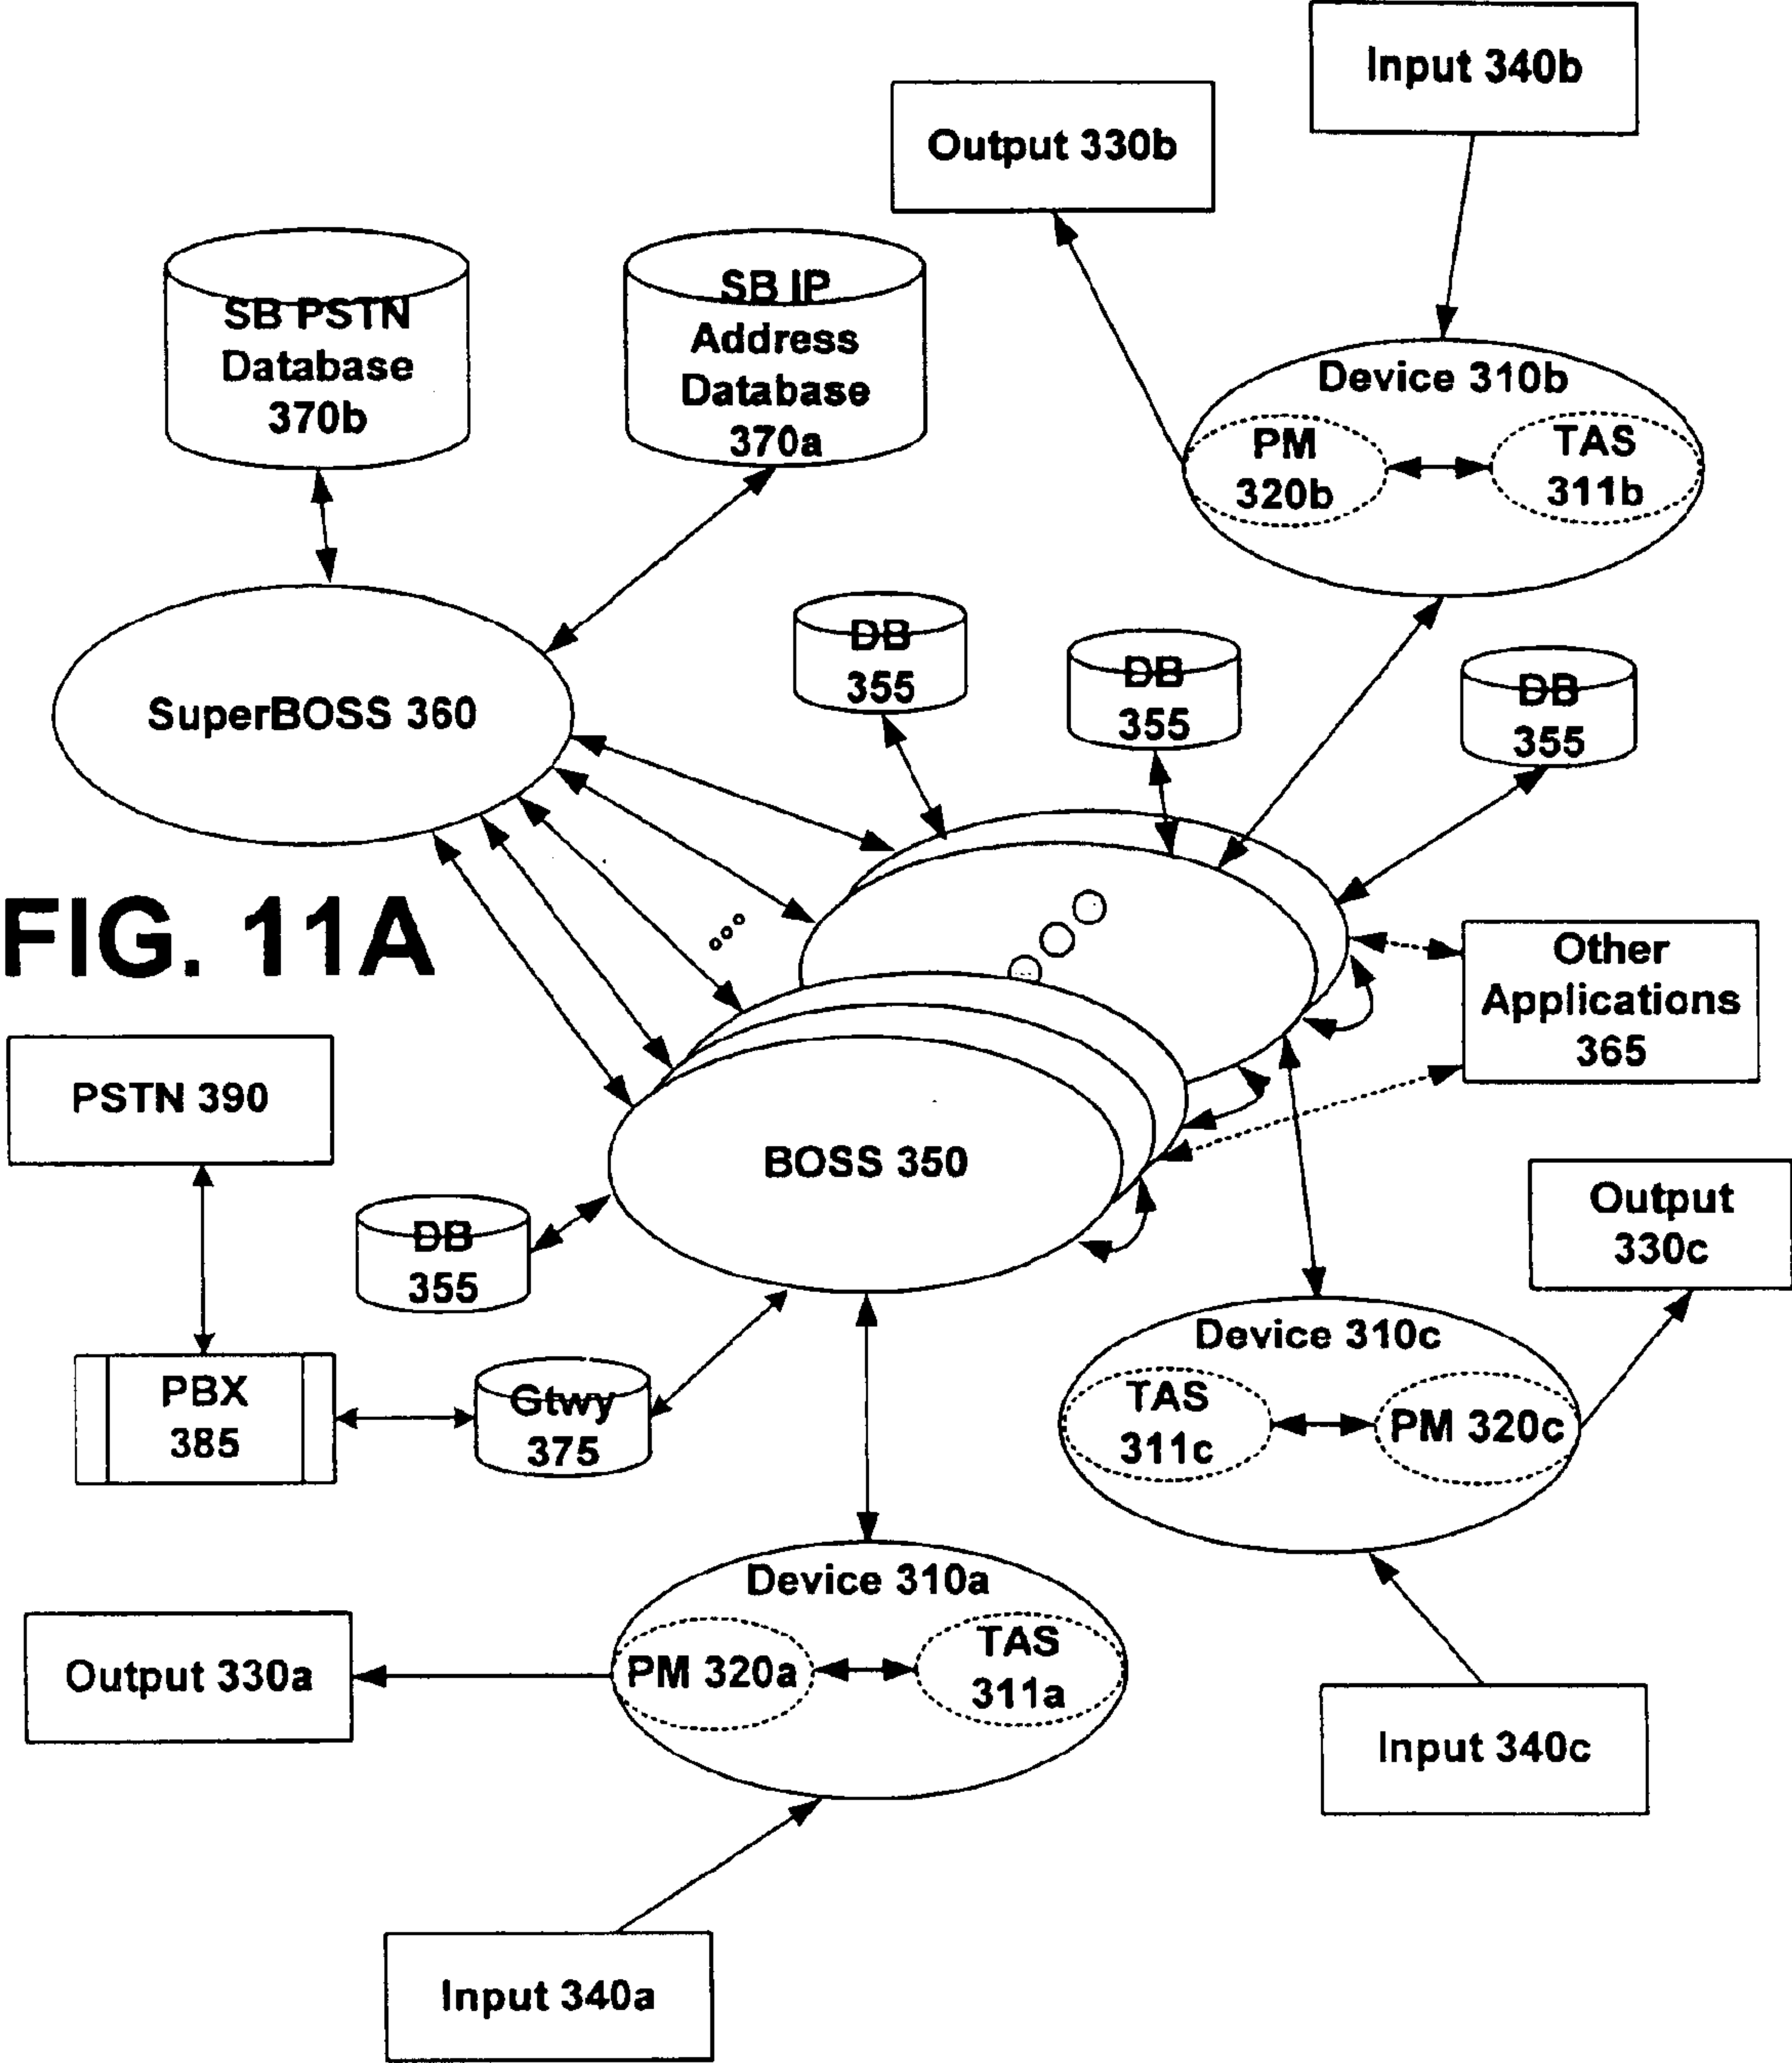 Input 340b
Output 330b
SB PSTN
Database
370b
SB IP
Address
Database
370a
Device 310b
PM
320b
TAS
311b
DB
355
DB
355
DB
355
SuperBOSS 360
FIG. 11A
Other
Applications
365
PSTN 390
BOSS 350
DB
355
Output
330c
PBX
385
Gtwy
375
Device 310c
TAS
311c
PM 320c
Device 310a
PM 320a
TAS
311a
Output 330a
Input 340c
Input 340a